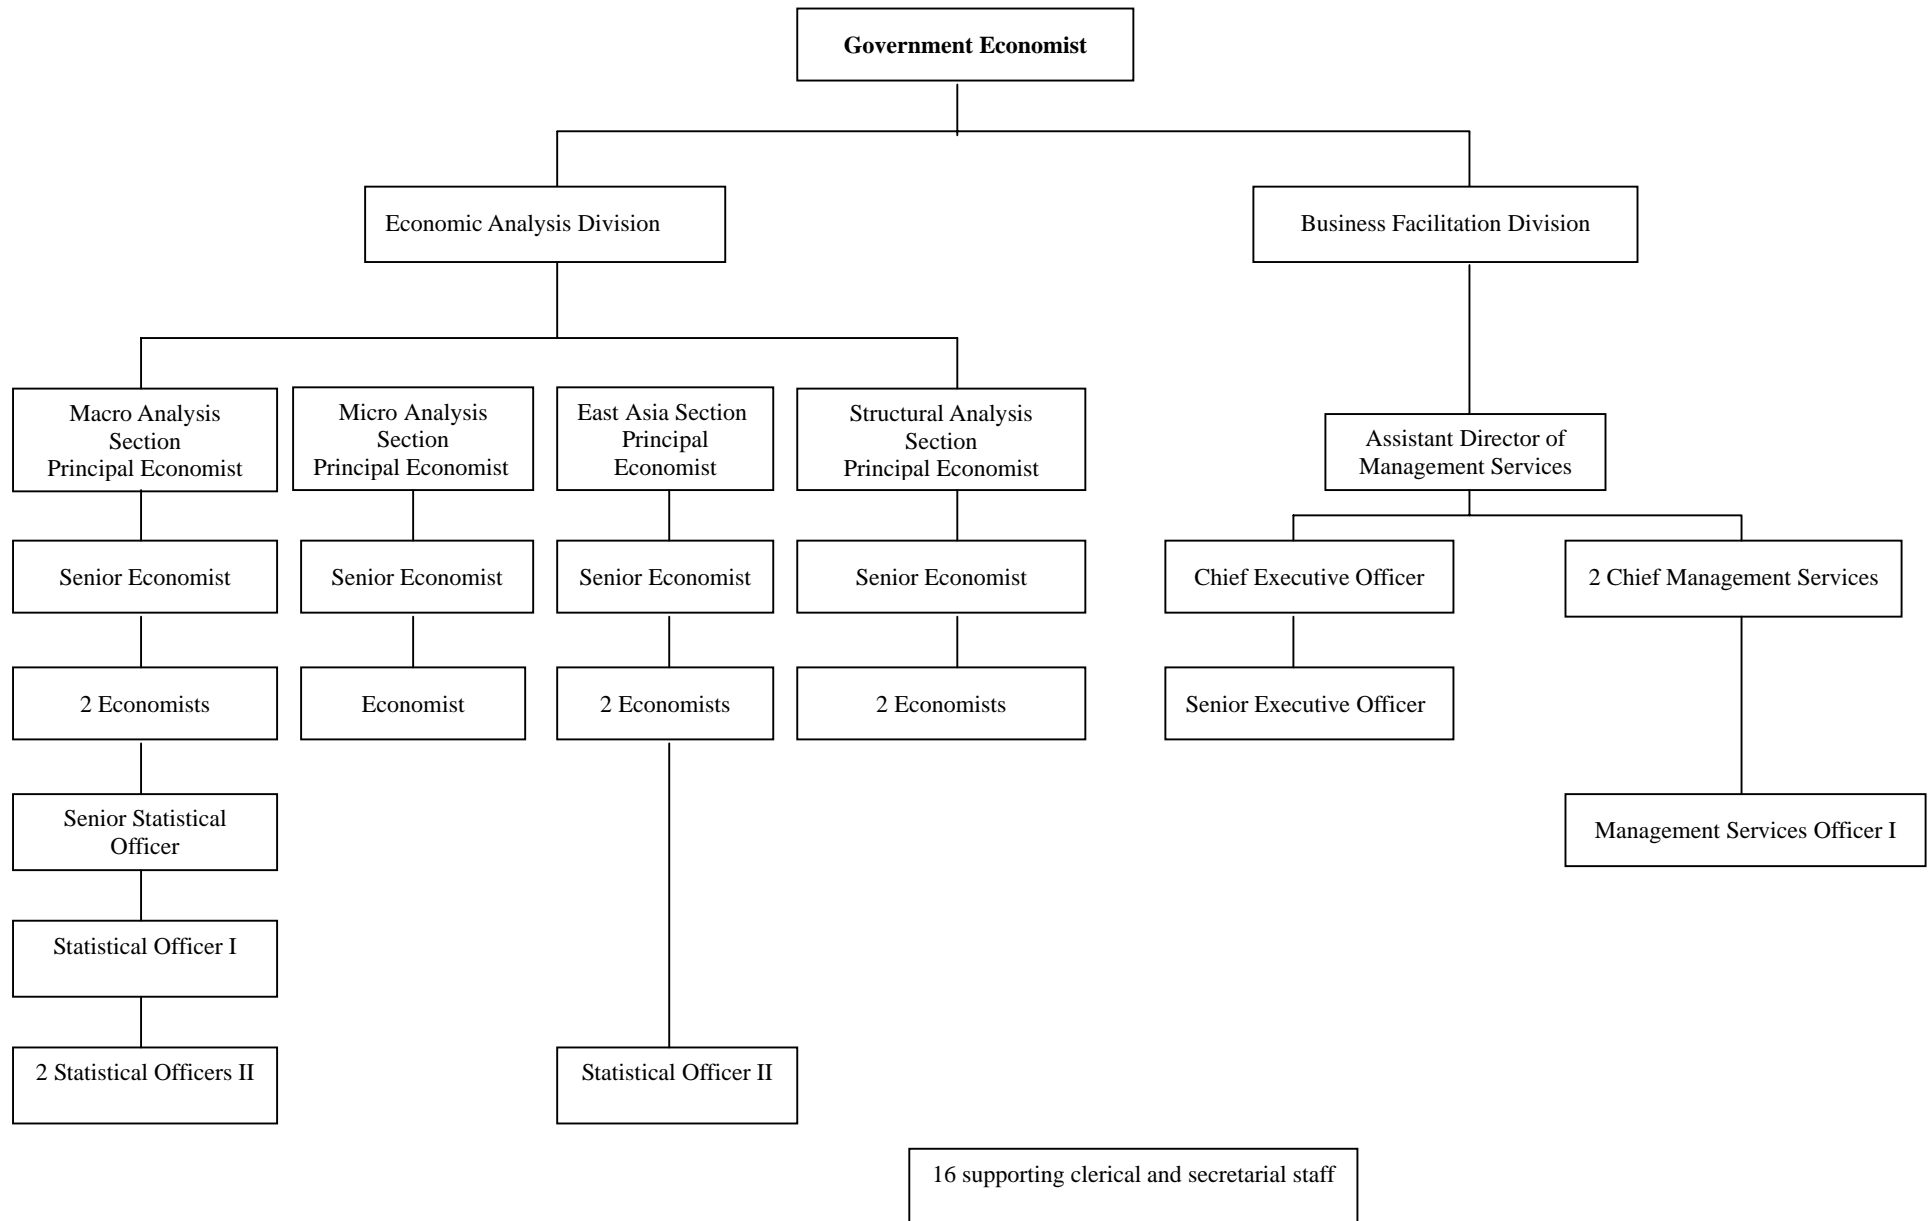 Government Economist
Economic Analysis Division
Business Facilitation Division
Macro Analysis
Section
Principal Economist
Micro Analysis
Section
Principal Economist
East Asia Section
Principal
Economist
Structural Analysis
Section
Principal Economist
Assistant Director of
Management Services
Senior Economist
Senior Economist
Senior Economist
Senior Economist
Chief Executive Officer
2 Chief Management Services
2 Economists
Economist
2 Economists
2 Economists
Senior Executive Officer
Senior Statistical
Officer
Management Services Officer I
Statistical Officer I
2 Statistical Officers II
Statistical Officer II
16 supporting clerical and secretarial staff